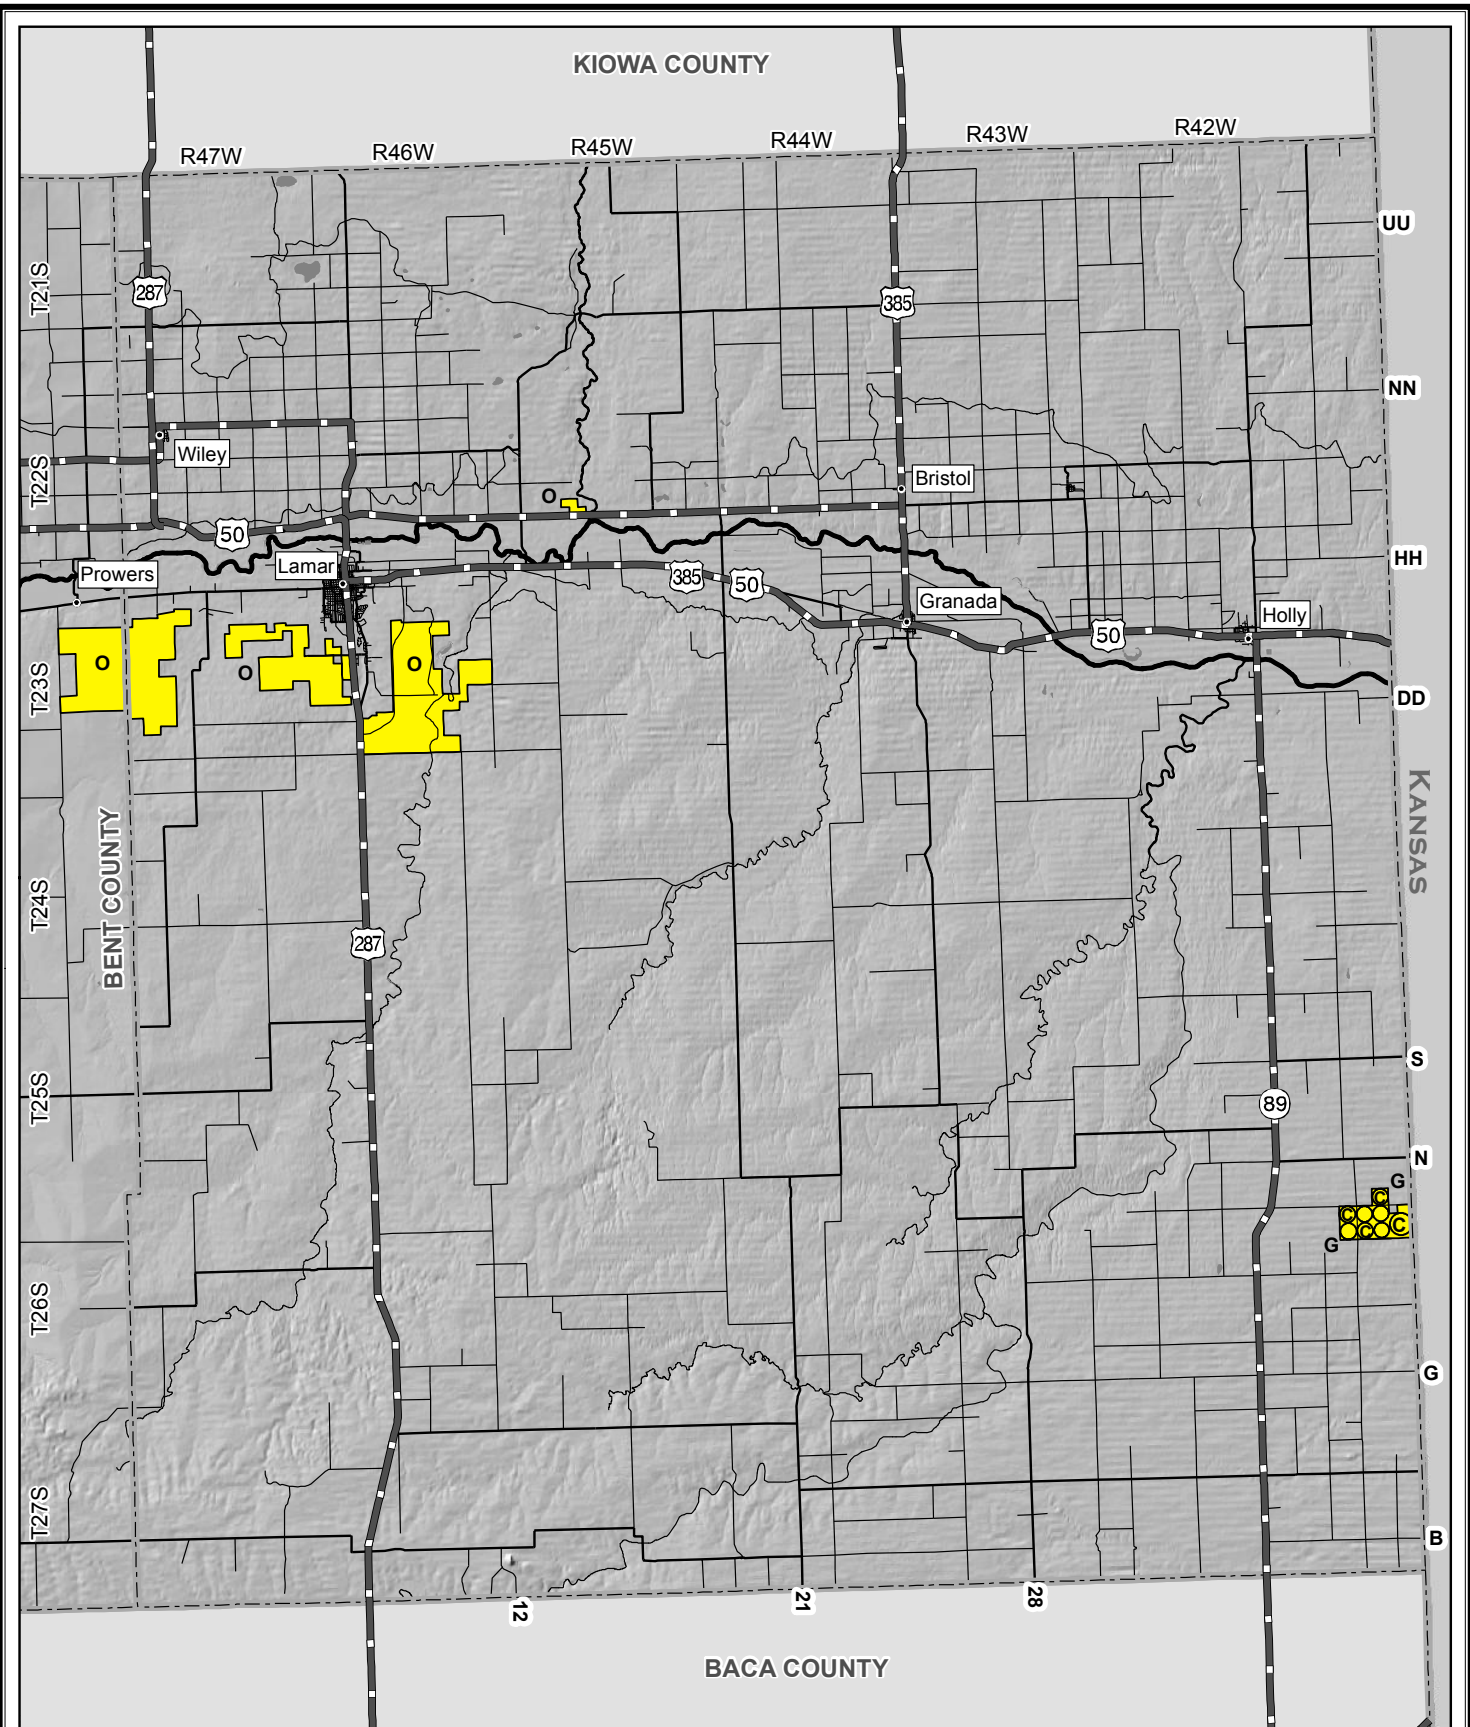 KIOWA COUNTY
R47W
R46W
R45W
R44W
R43W
R42W
UU
T21S
287
385
NN
Wiley
T22S
Bristol
O
50
HH
Lamar
Prowers
385
50
Granada
Holly
50
O
O
O
T23S
DD
KANSAS
BENT COUNTY
T24S
287
S
T25S
89
N
G
C
C
C
C
G
T26S
G
T27S
B
12
21
28
BACA COUNTY